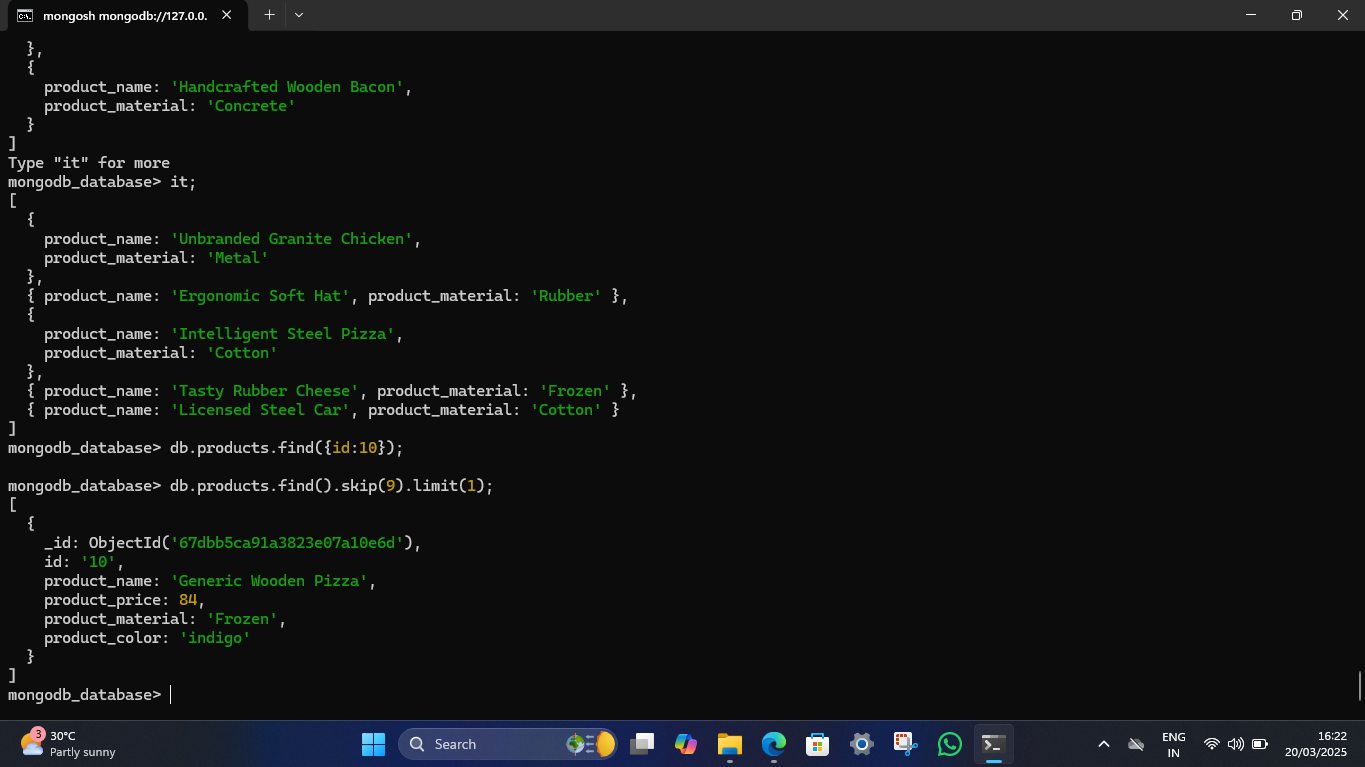 mongosh mongodb://127.0.0.
  },
  {
    product_name: 'Handcrafted Wooden Bacon',
    product_material: 'Concrete'
  }
]
Type "it" for more
mongodb_database> it;
[
  {
    product_name: 'Unbranded Granite Chicken',
    product_material: 'Metal'
  },
  { product_name: 'Ergonomic Soft Hat', product_material: 'Rubber' },
  {
    product_name: 'Intelligent Steel Pizza',
    product_material: 'Cotton'
  },
  { product_name: 'Tasty Rubber Cheese', product_material: 'Frozen' },
  { product_name: 'Licensed Steel Car', product_material: 'Cotton' }
]
mongodb_database> db.products.find({id:10});
mongodb_database> db.products.find().skip(9).limit(1);
[
  {
    _id: ObjectId('67dbb5ca91a3823e07a10e6d'),
    id: '10',
    product_name: 'Generic Wooden Pizza',
    product_price: 84,
    product_material: 'Frozen',
    product_color: 'indigo'
  }
]
mongodb_database>
3
30°C
Partly sunny
Search
ENG
IN
16:22
20/03/2025